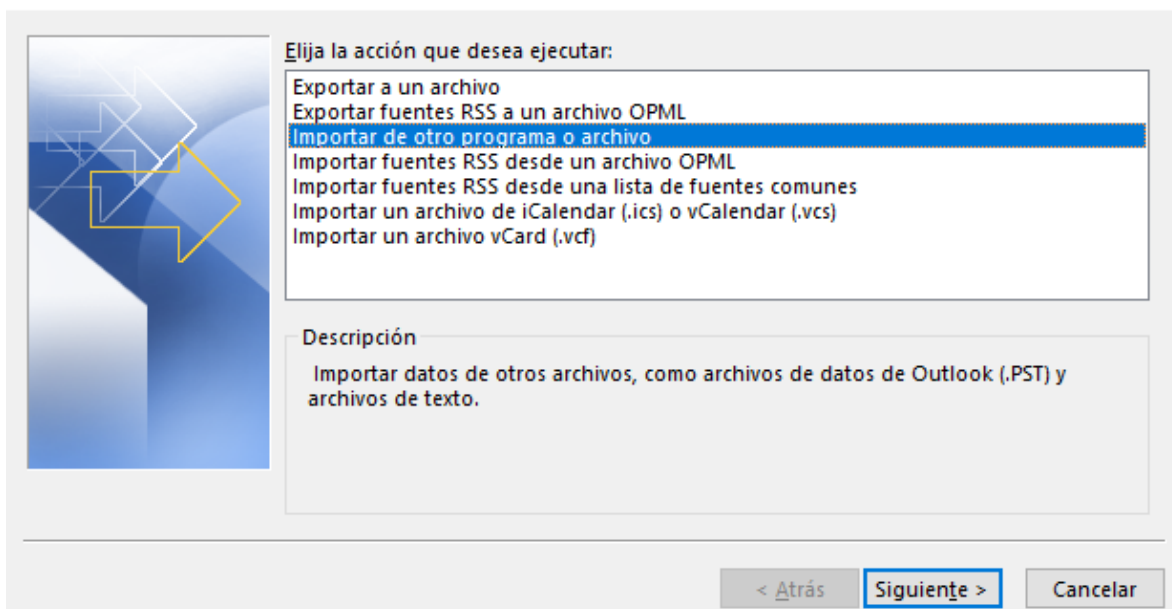 Elija la acción que desea ejecutar:
Exportar a un archivo
Exportar fuentes RSS a un archivo OPML
Importar de otro programa o archivo
Importar fuentes RSS desde un archivo OPML
Importar fuentes RSS desde una lista de fuentes comunes
Importar un archivo de iCalendar (.ics) o vCalendar (.vcs)
Importar un archivo vCard (.vcf)
Descripción
Importar datos de otros archivos, como archivos de datos de Outlook (.PST) y
archivos de texto.
< Atrás
Siguiente >
Cancelar